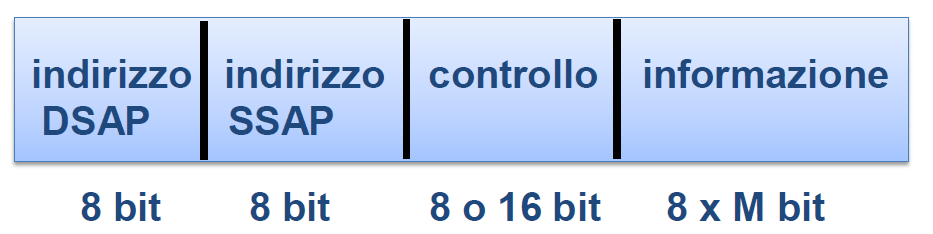 indirizzo indirizzo controllo informazione
DSAP SSAP
8 bit 8 bit 8 o 16 bit 8 x M bit